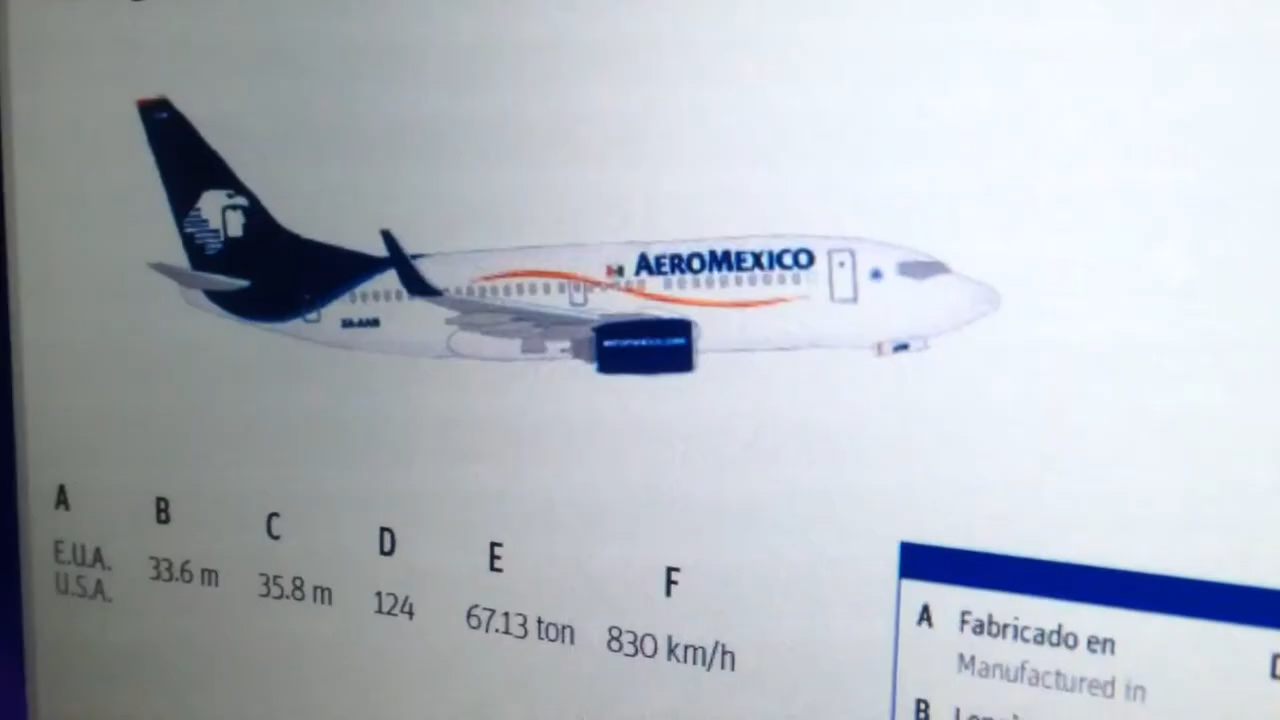 AEROMEXICO
A B C D E F
E.U.A. 33.6 m 35.8 m 124 67.13 ton 830 km/h
U.S.A.
A Fabricado en
Manufactured in
B